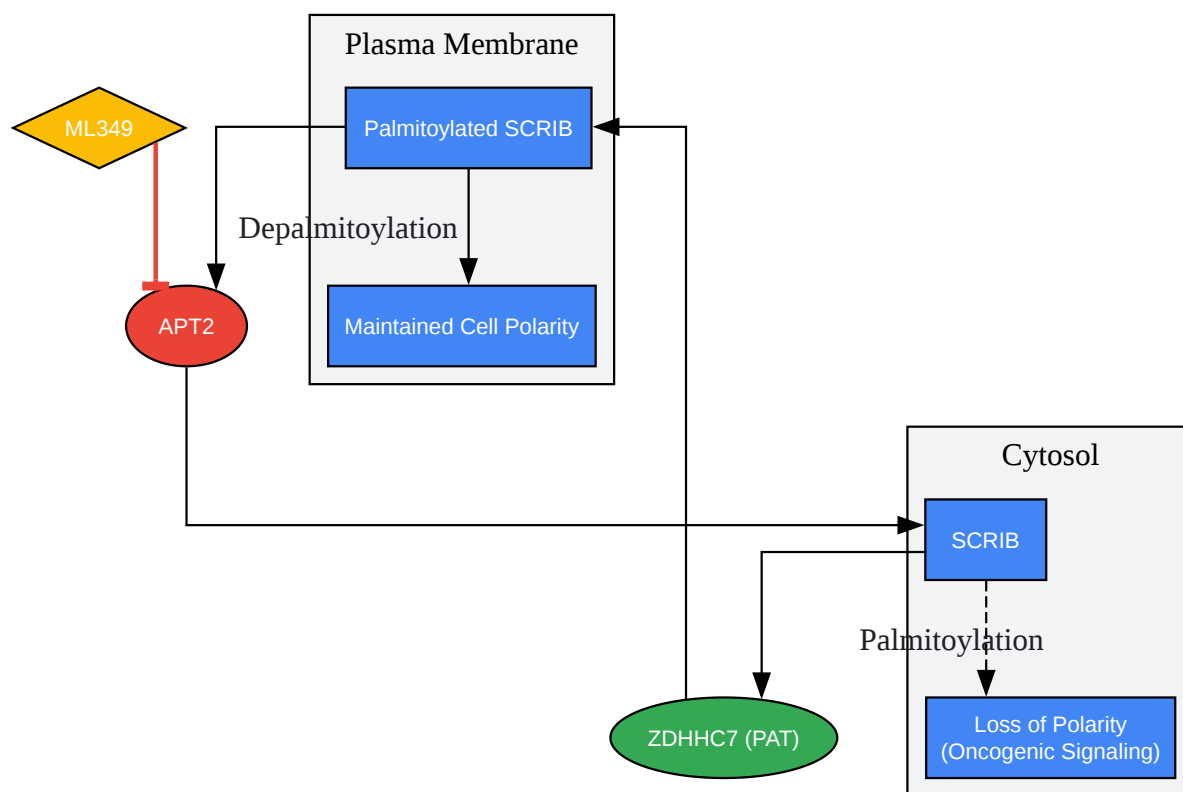 Plasma Membrane
ML349
Palmitoylated SCRIB
Depalmitoylation
APT2
Maintained Cell Polarity
Cytosol
SCRIB
Palmitoylation
ZDHHC7 (PAT)
Loss of Polarity
(Oncogenic Signaling)